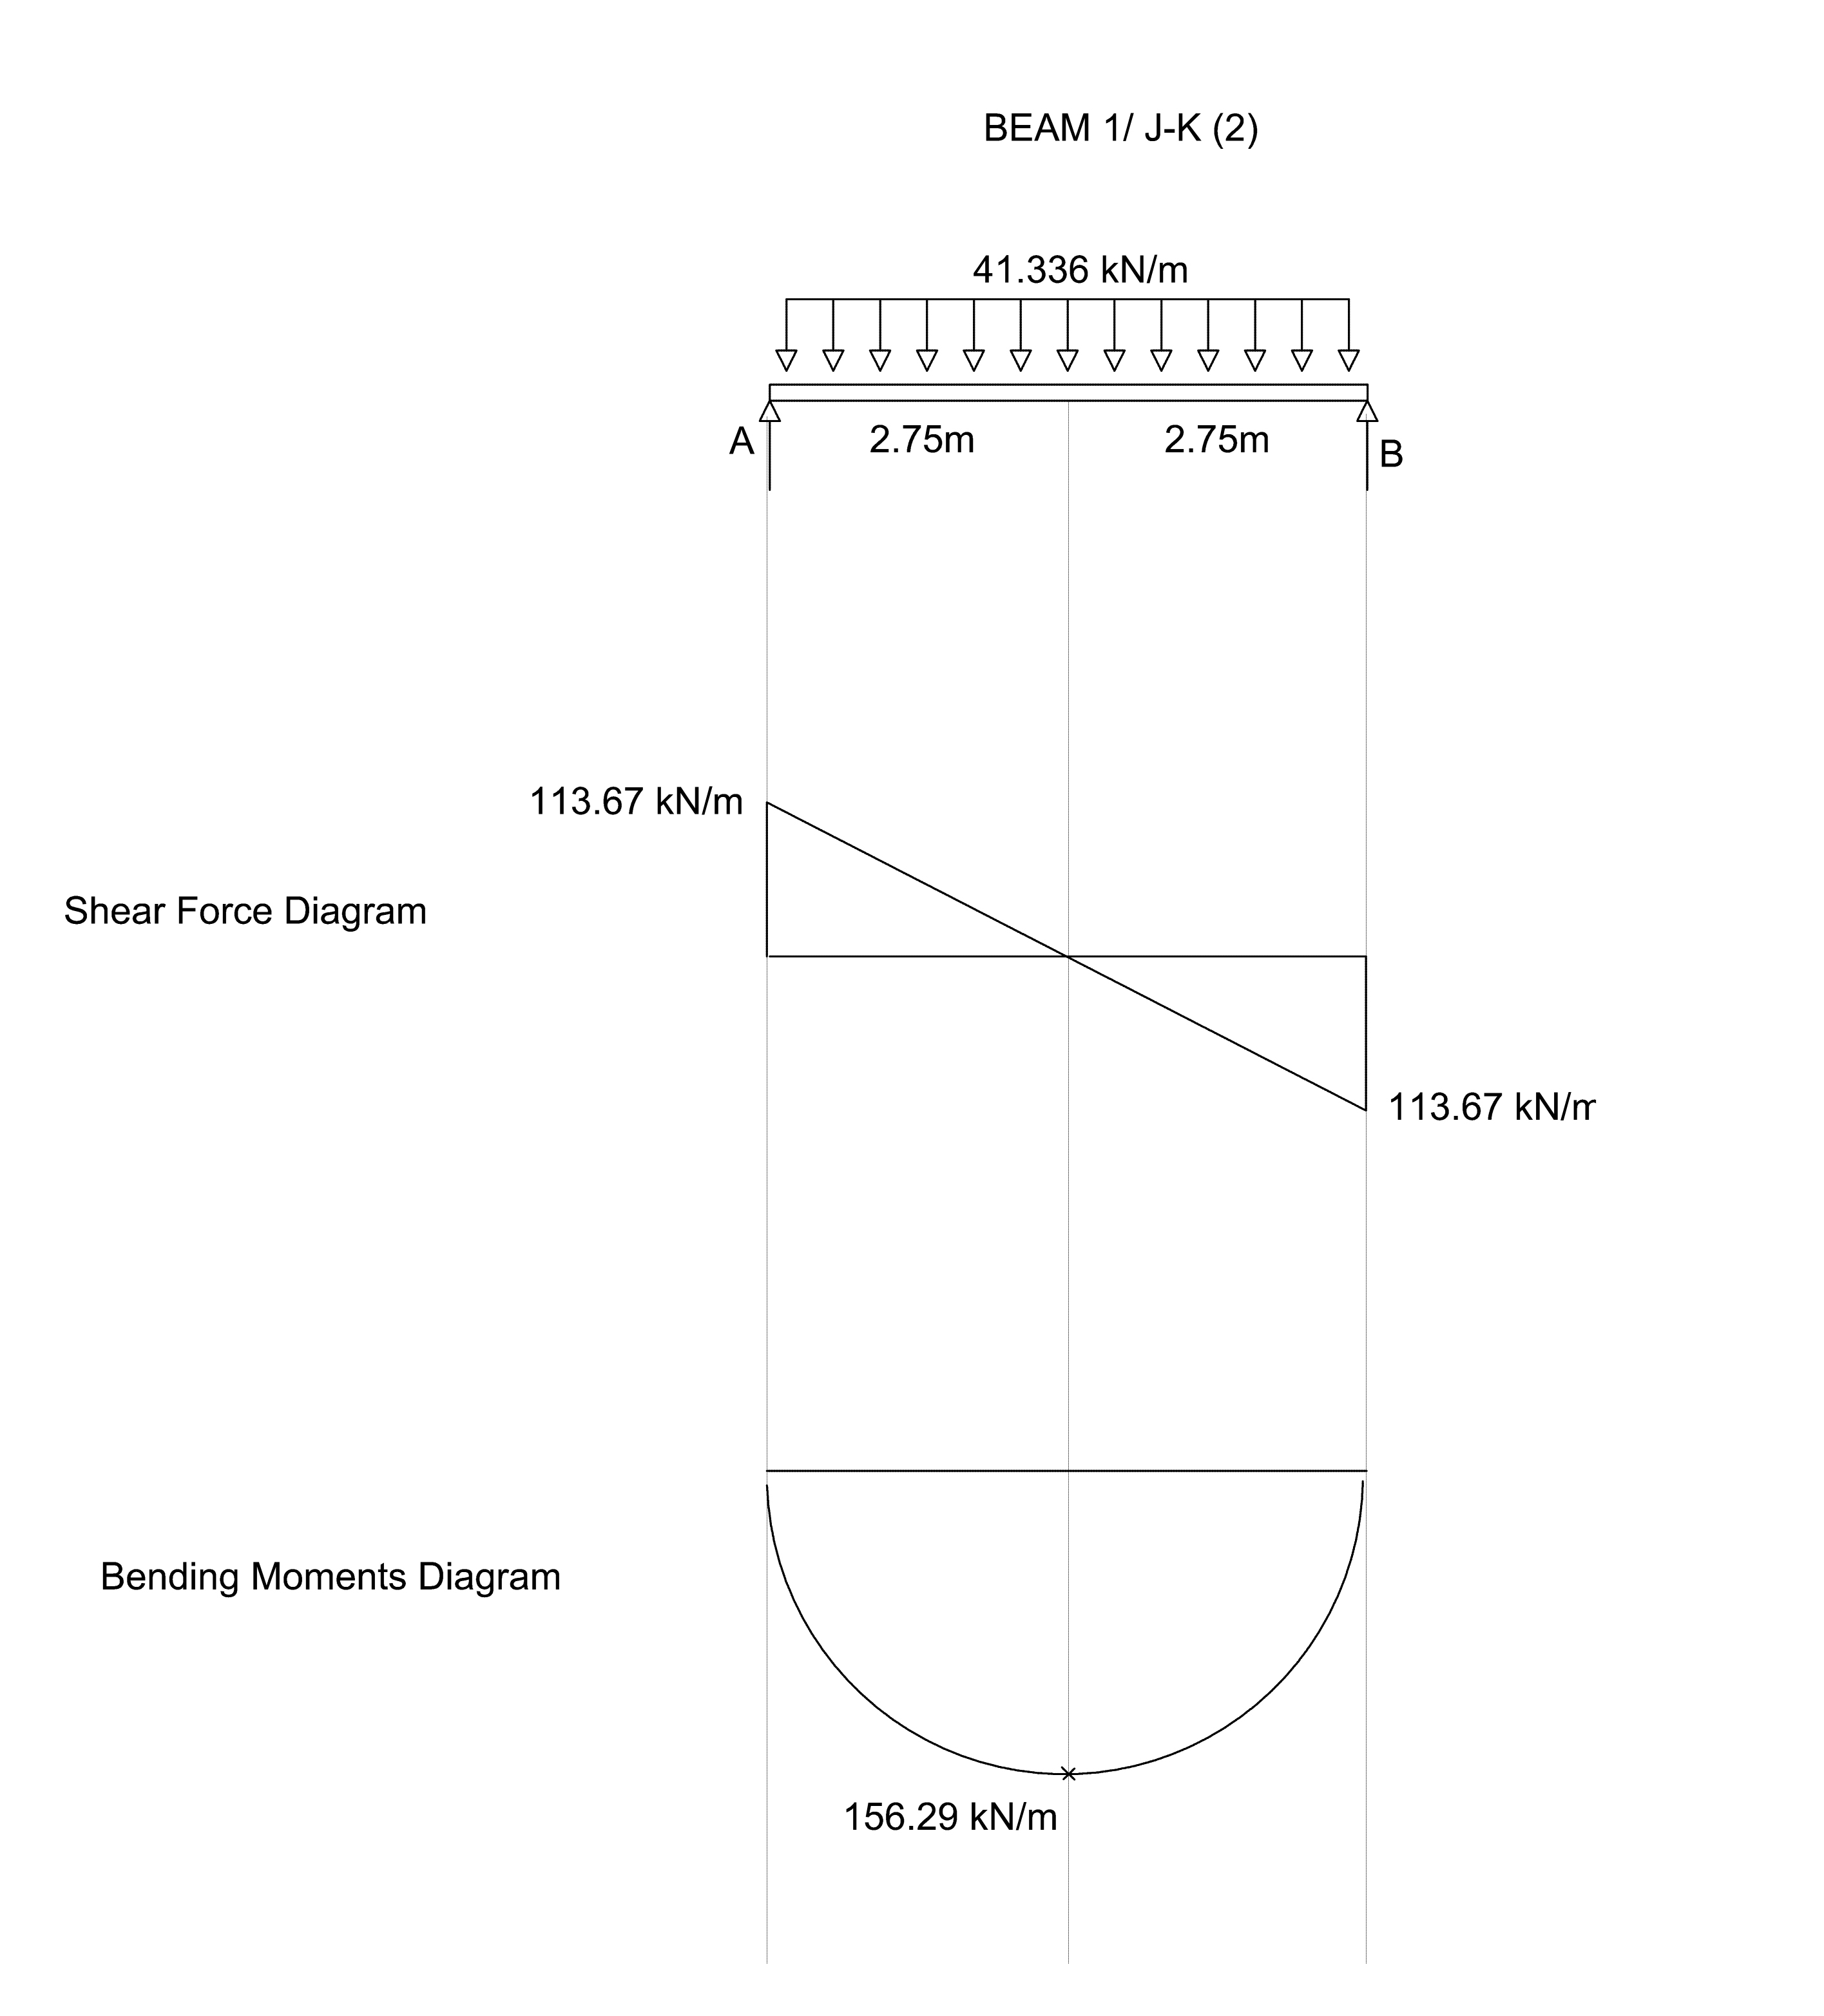 BEAM 1/ J-K (2)
41.336 kN/m
A
2.75m
2.75m
B
113.67 kN/m
Shear Force Diagram
113.67 kN/m
Bending Moments Diagram
156.29 kN/m